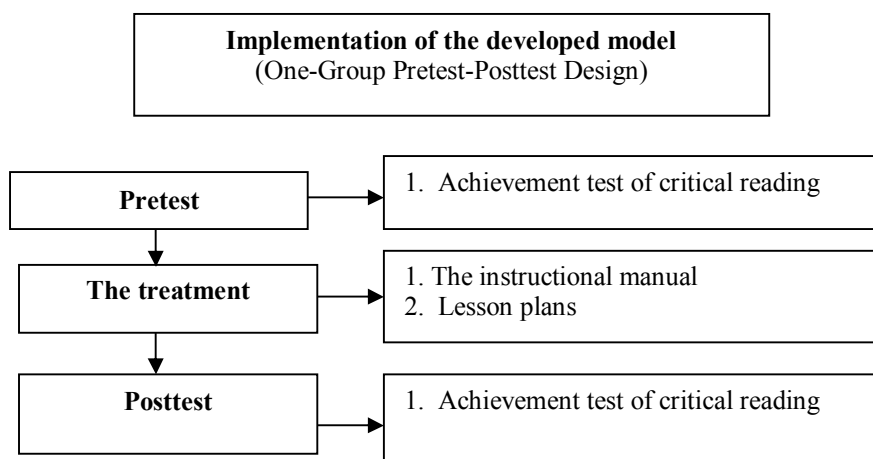 Implementation of the developed model
(One-Group Pretest-Posttest Design)
Pretest
1. Achievement test of critical reading
The treatment
1. The instructional manual
2. Lesson plans
Posttest
1. Achievement test of critical reading